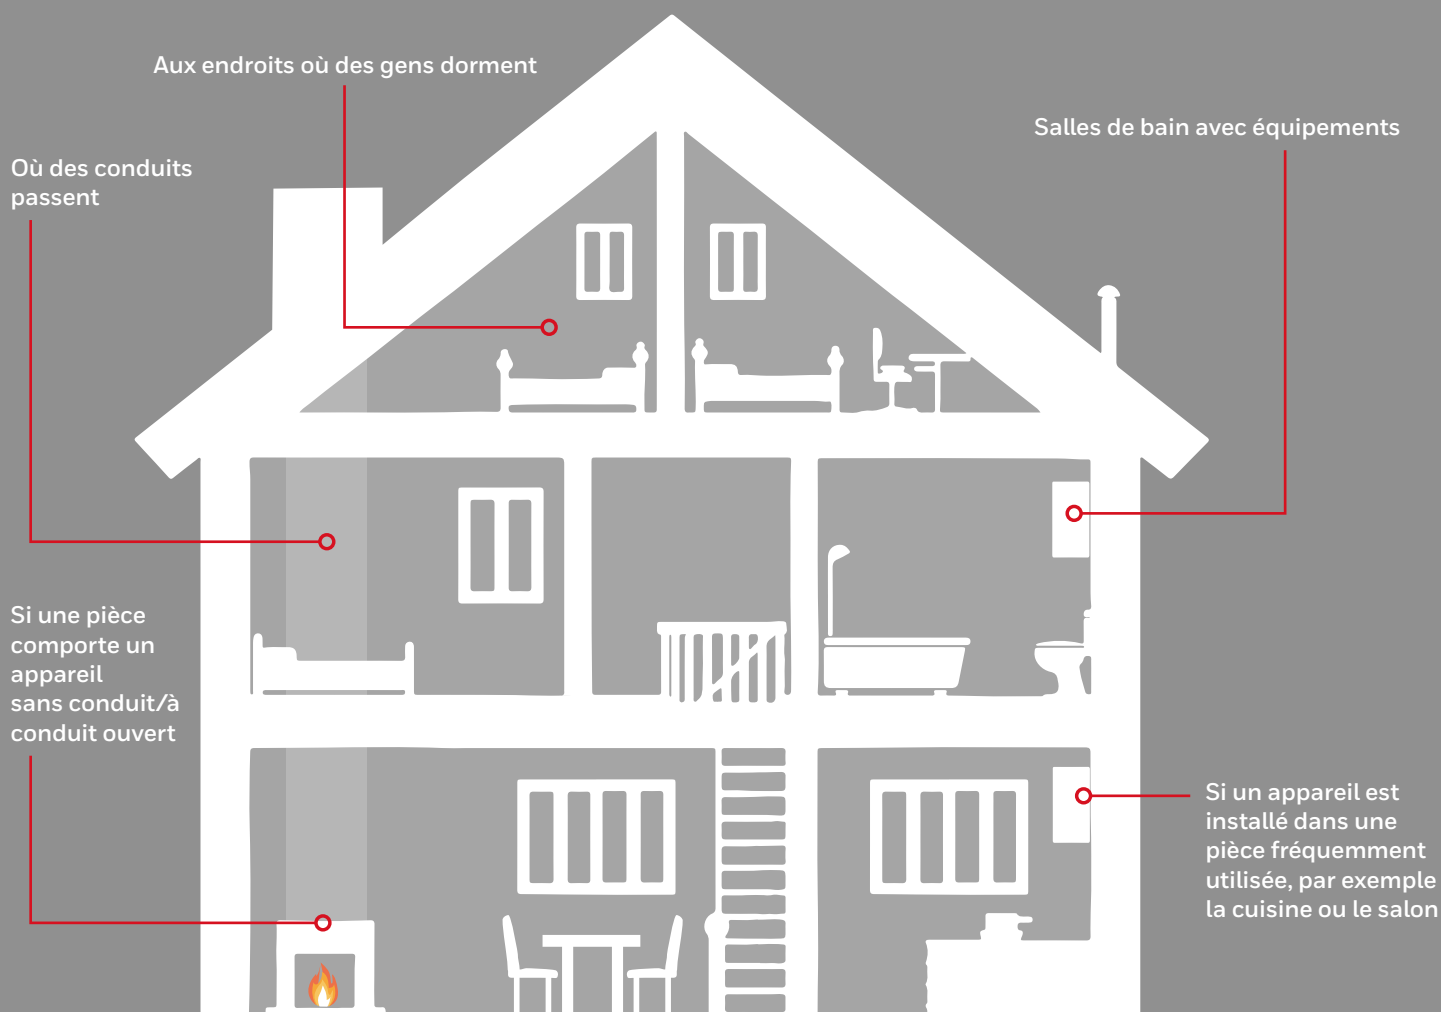 Aux endroits où des gens dorment
Salles de bain avec équipements
Où des conduits
passent
Si une pièce
comporte un
appareil
sans conduit/à
conduit ouvert
Si un appareil est
installé dans une
pièce fréquemment
utilisée, par exemple
la cuisine ou le salon